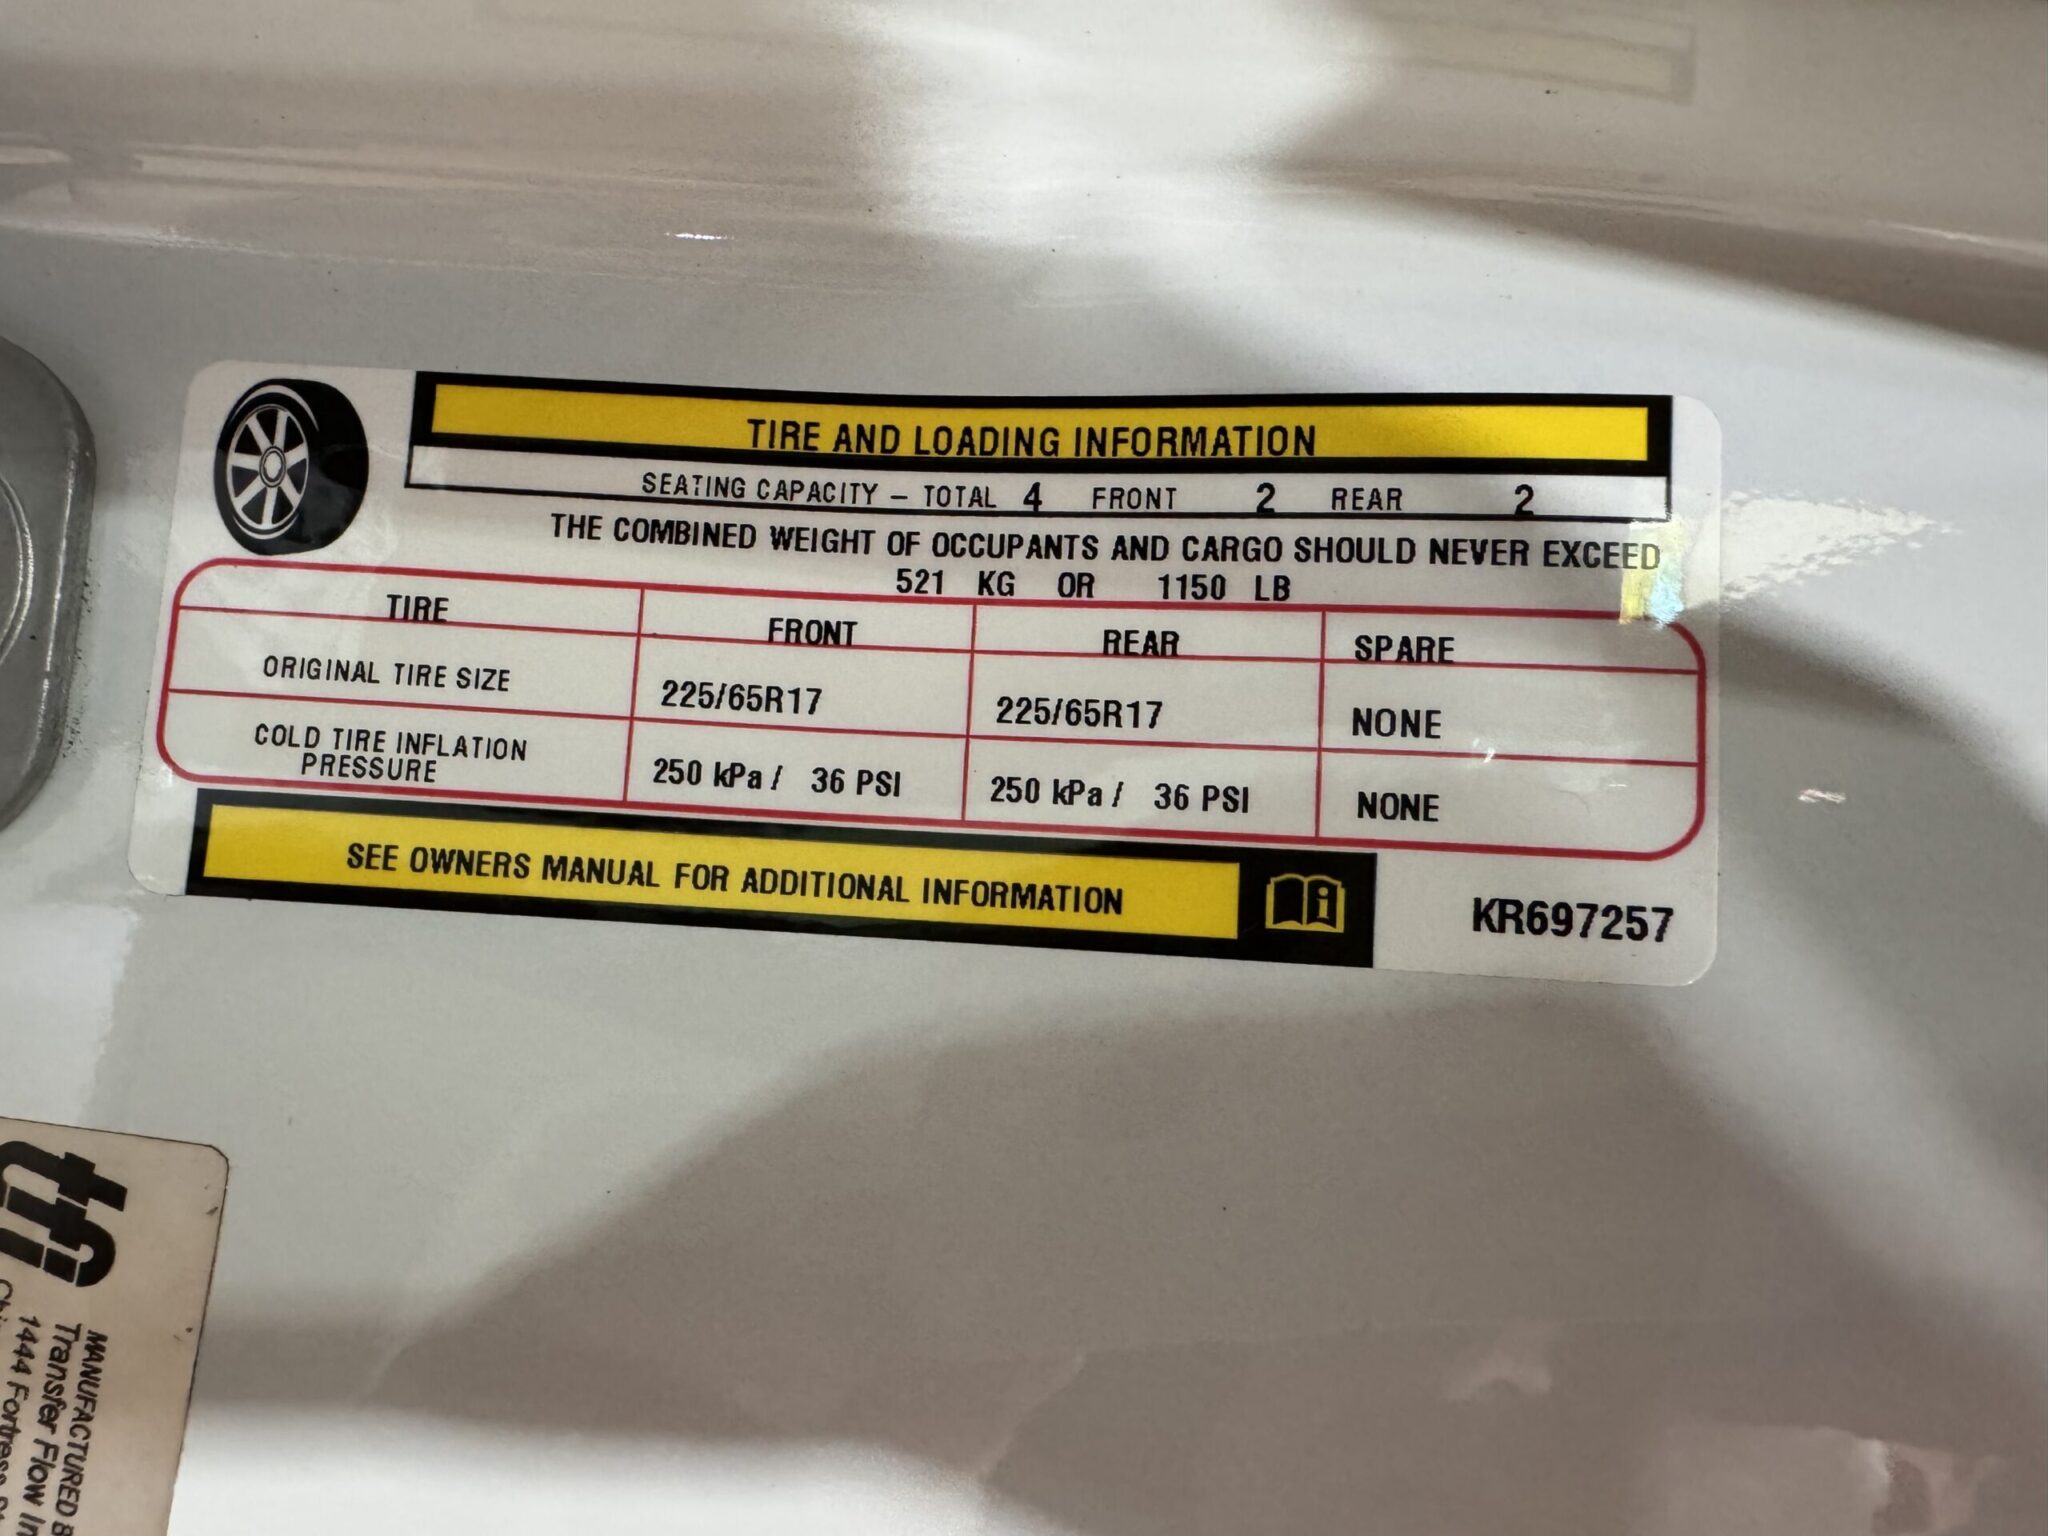 TIRE AND LOADING INFORMATION
SEATING CAPACITY – TOTAL 4 FRONT 2 REAR 2
THE COMBINED WEIGHT OF OCCUPANTS AND CARGO SHOULD NEVER EXCEED
521 KG OR 1150 LB
TIRE FRONT REAR SPARE
ORIGINAL TIRE SIZE 225/65R17 225/65R17 NONE
COLD TIRE INFLATION
PRESSURE 250 kPa / 36 PSI 250 kPa / 36 PSI NONE
SEE OWNERS MANUAL FOR ADDITIONAL INFORMATION
KR697257
tfi
MANUFACTURED
Transfer Flow
1444 Fortress